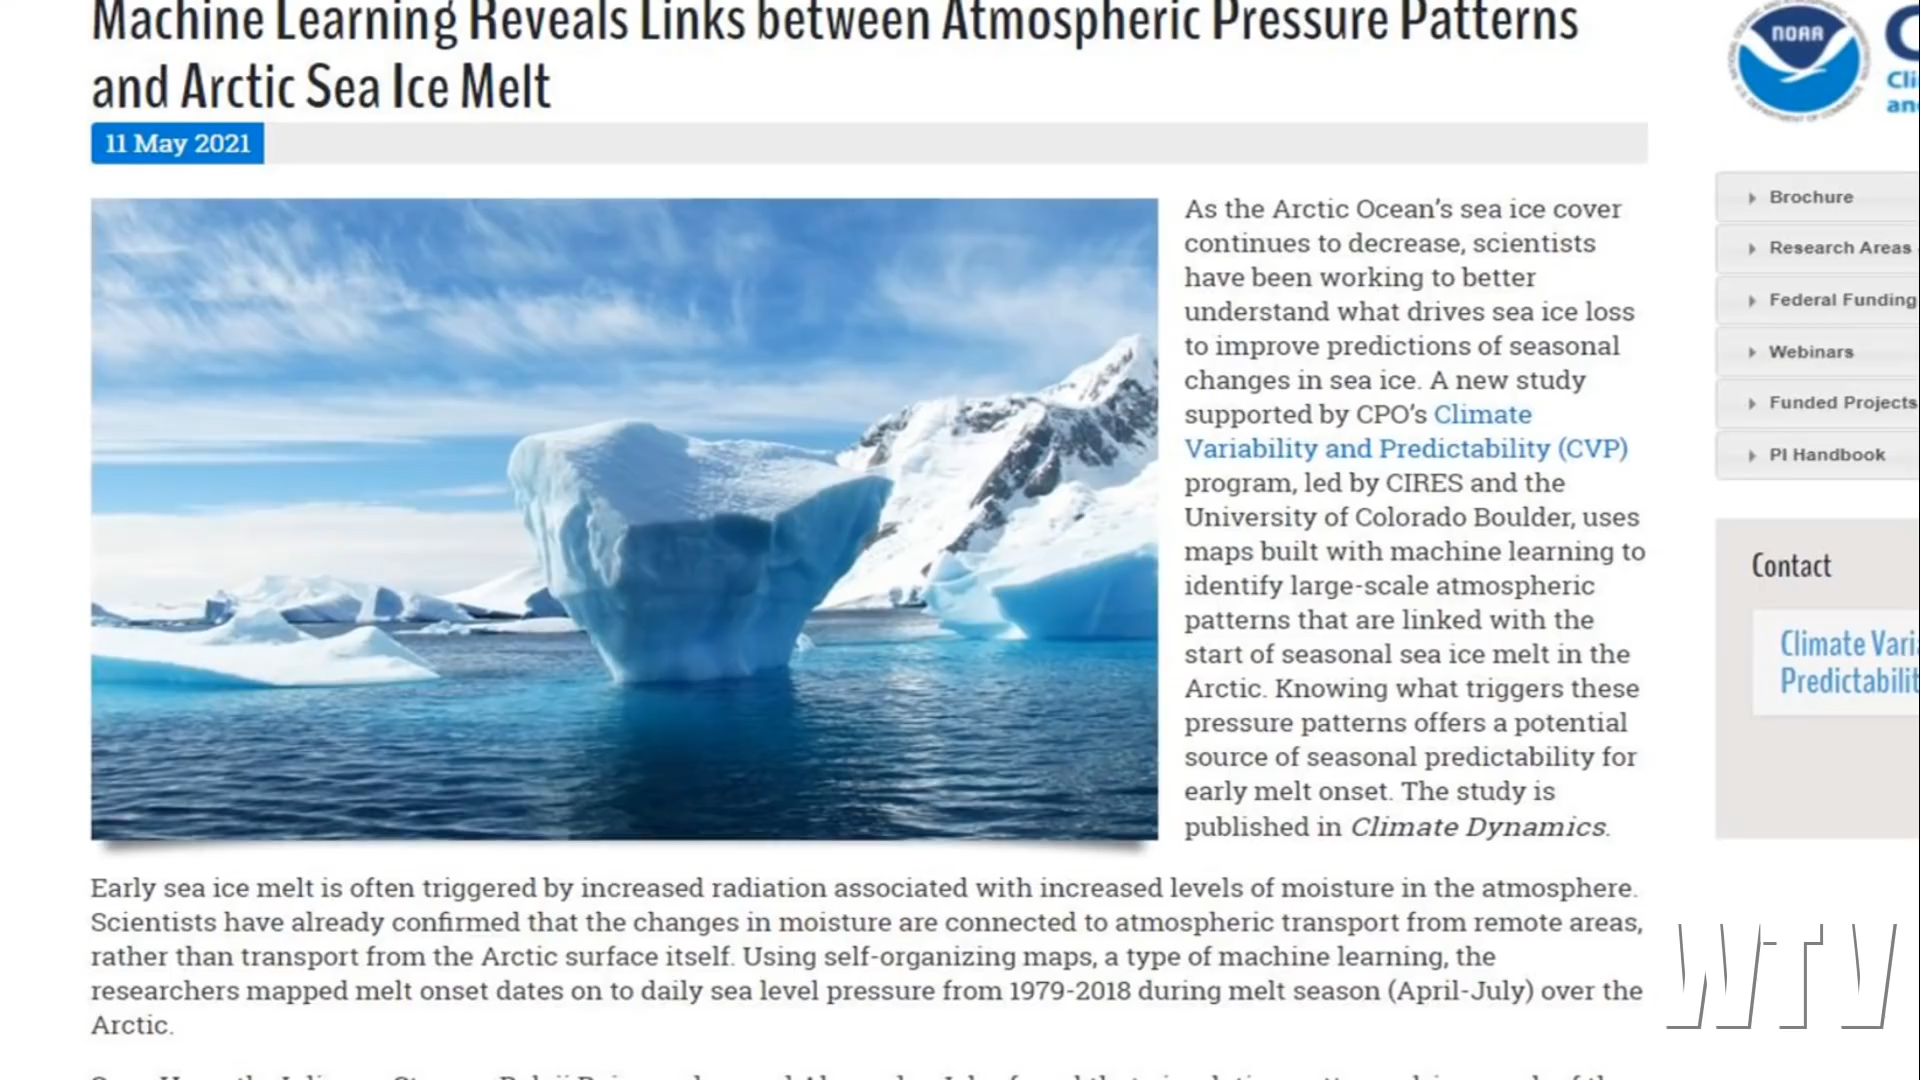 Machine Learning Reveals Links between Atmospheric Pressure Patterns
and Arctic Sea Ice Melt
11 May 2021
As the Arctic Ocean’s sea ice cover
continues to decrease, scientists
have been working to better
understand what drives sea ice loss
to improve predictions of seasonal
changes in sea ice. A new study
supported by CPO’s Climate
Variability and Predictability (CVP)
program, led by CIRES and the
University of Colorado Boulder, uses
maps built with machine learning to
identify large-scale atmospheric
patterns that are linked with the
start of seasonal sea ice melt in the
Arctic. Knowing what triggers these
pressure patterns offers a potential
source of seasonal predictability for
early melt onset. The study is
published in Climate Dynamics.
Early sea ice melt is often triggered by increased radiation associated with increased levels of moisture in the atmosphere.
Scientists have already confirmed that the changes in moisture are connected to atmospheric transport from remote areas,
rather than transport from the Arctic surface itself. Using self-organizing maps, a type of machine learning, the
researchers mapped melt onset dates on to daily sea level pressure from 1979-2018 during melt season (April-July) over the
Arctic.
NOAA
Brochure
Research Areas
Federal Funding
Webinars
Funded Projects
PI Handbook
Contact
Climate Vari
Predictabilit
WTV